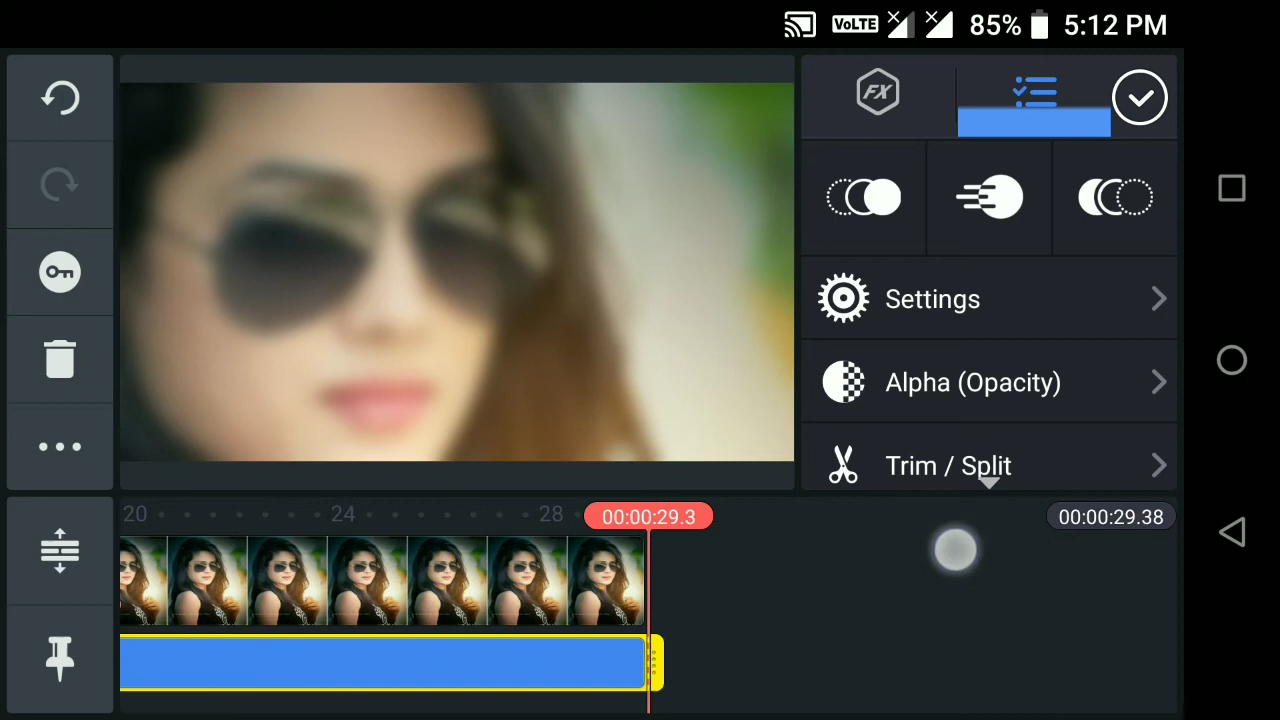 VoLTE 85% 5:12 PM
FX
Settings
Alpha (Opacity)
Trim / Split
20 24 28 00:00:29.3 00:00:29.38